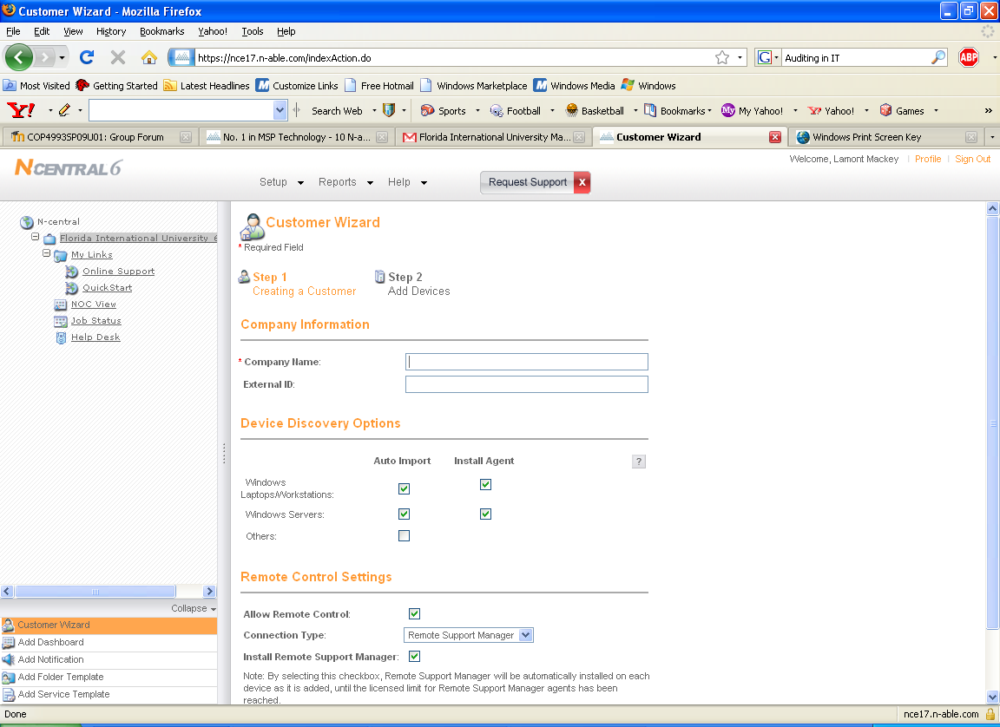 Customer Wizard - Mozilla Firefox
File Edit View History Bookmarks Yahoo! Tools Help
https://nce17.n-able.com/indexAction.do
G Auditing in IT ABP
Most Visited Getting Started Latest Headlines Customize Links Free Hotmail Windows Marketplace Windows Media Windows
Y! Search Web Sports Football Basketball Bookmarks My Yahoo! Yahoo! Games »
COP4993SP09U01: Group Forum No. 1 in MSP Technology - 10 N-a... Florida International University Ma... Customer Wizard Windows Print Screen Key
Welcome, Lamont Mackey | Profile | Sign Out
N-CENTRAL 6
Setup Reports Help Request Support X
N-central
Florida International University 6
My Links
Online Support
QuickStart
NOC View
Job Status
Help Desk
Collapse
Customer Wizard
Add Dashboard
Add Notification
Add Folder Template
Add Service Template
Customer Wizard
* Required Field
Step 1 Step 2
Creating a Customer Add Devices
Company Information
* Company Name:
External ID:
Device Discovery Options
Auto Import Install Agent ?
Windows
Laptops/Workstations:
Windows Servers:
Others:
Remote Control Settings
Allow Remote Control:
Connection Type: Remote Support Manager
Install Remote Support Manager:
Note: By selecting this checkbox, Remote Support Manager will be automatically installed on each
device as it is added, until the licensed limit for Remote Support Manager agents has been
reached.
Done nce17.n-able.com